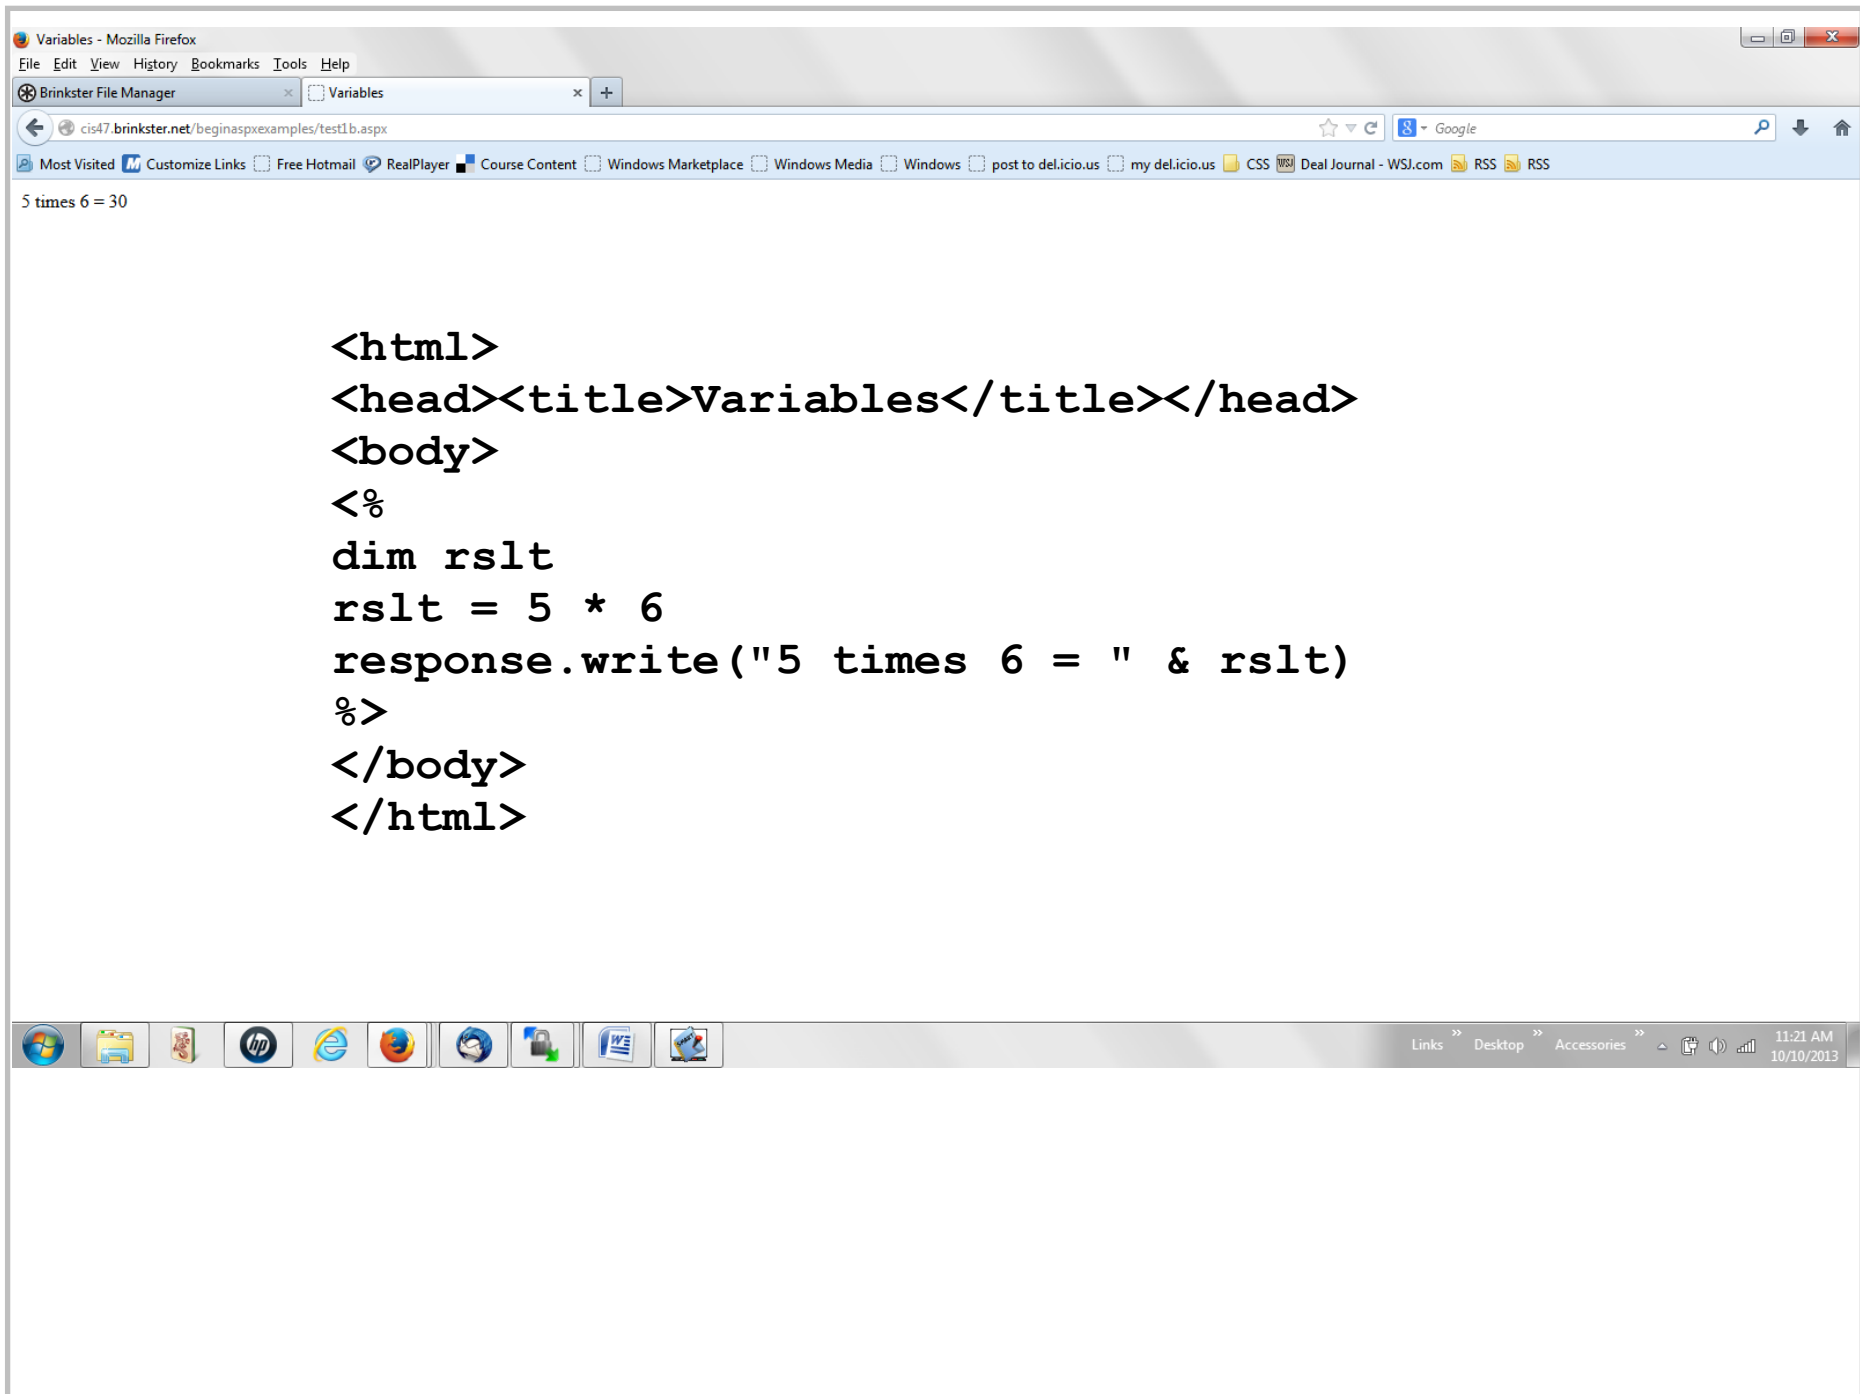 Variables - Mozilla Firefox
File Edit View History Bookmarks Tools Help
Brinkster File Manager × Variables × +
cis47.brinkster.net/beginaspxexamples/test1b.aspx 8 Google
Most Visited Customize Links Free Hotmail RealPlayer Course Content Windows Marketplace Windows Media Windows post to del.icio.us my del.icio.us CSS WSJ Deal Journal - WSJ.com RSS RSS
5 times 6 = 30
<html>
<head><title>Variables</title></head>
<body>
<%
dim rslt
rslt = 5 * 6
response.write("5 times 6 = " & rslt)
%>
</body>
</html>
Links » Desktop » Accessories » 11:21 AM
10/10/2013